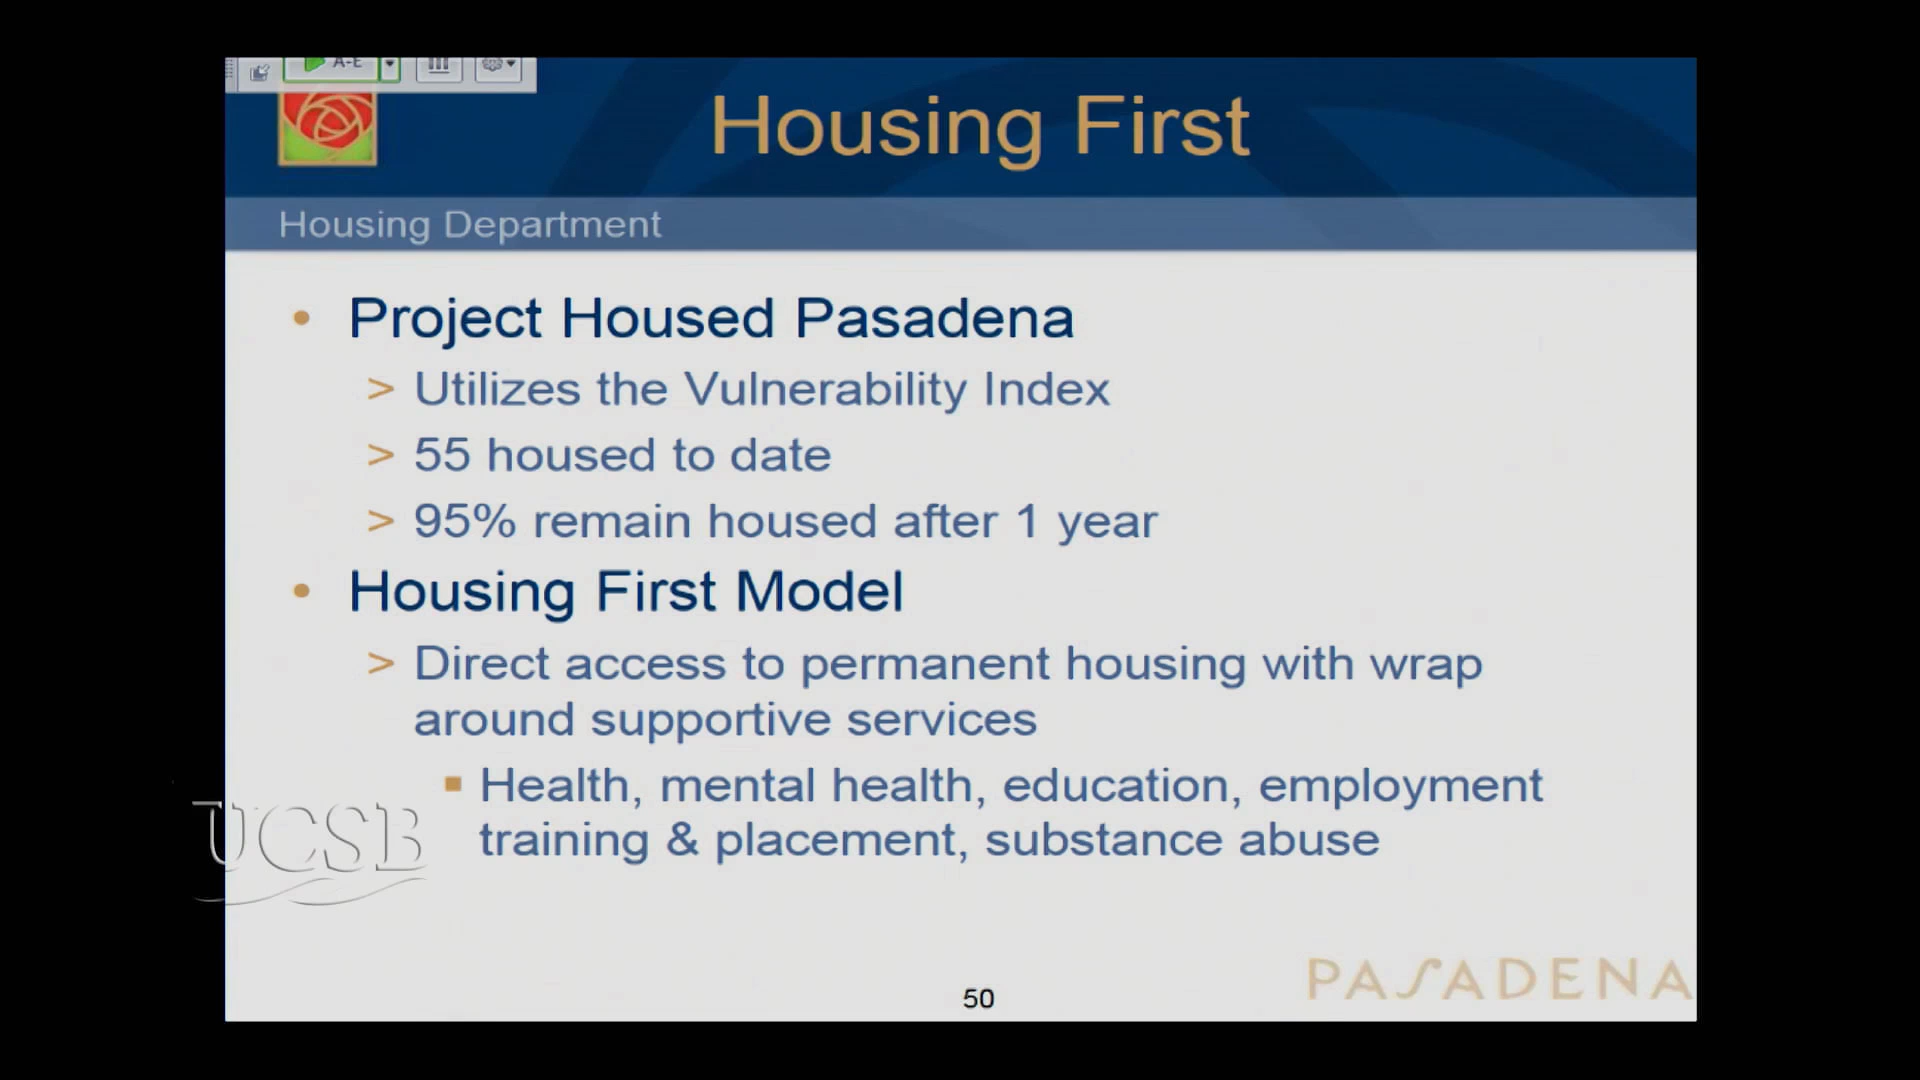 A-E
Housing First
Housing Department
• Project Housed Pasadena
> Utilizes the Vulnerability Index
> 55 housed to date
> 95% remain housed after 1 year
• Housing First Model
> Direct access to permanent housing with wrap
around supportive services
▪ Health, mental health, education, employment
training & placement, substance abuse
UCSB
PASADENA
50